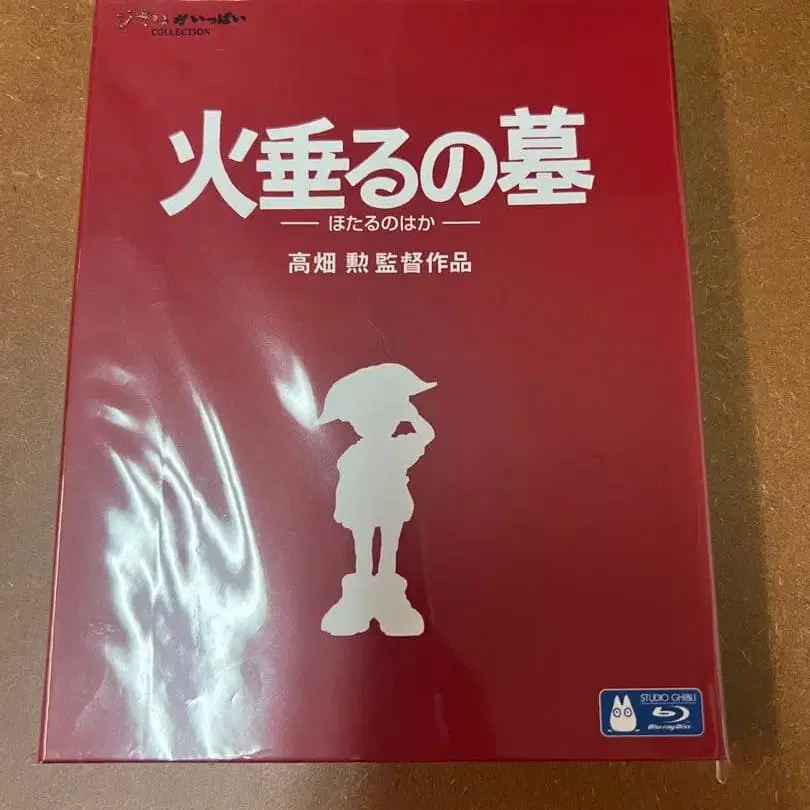 ジブリがいっぱい
COLLECTION
火垂るの墓
ほたるのはか
高畑 勲 監督作品
STUDIO GHIBLI
Blu-ray Disc